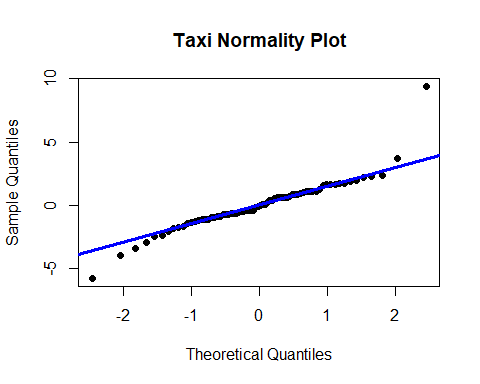 Taxi Normality Plot
Sample Quantiles
10
5
0
-5
-2 -1 0 1 2
Theoretical Quantiles